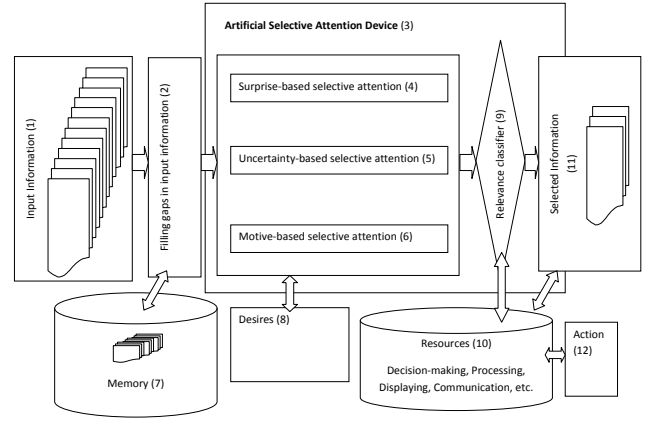 Artificial Selective Attention Device (3)
Input Information (1)
Filling gaps in input Information (2)
Surprise-based selective attention (4)
Uncertainty-based selective attention (5)
Motive-based selective attention (6)
Relevance classifier (9)
Selected Information
(11)
Memory (7)
Desires (8)
Resources (10)
Decision-making, Processing,
Displaying, Communication, etc.
Action
(12)